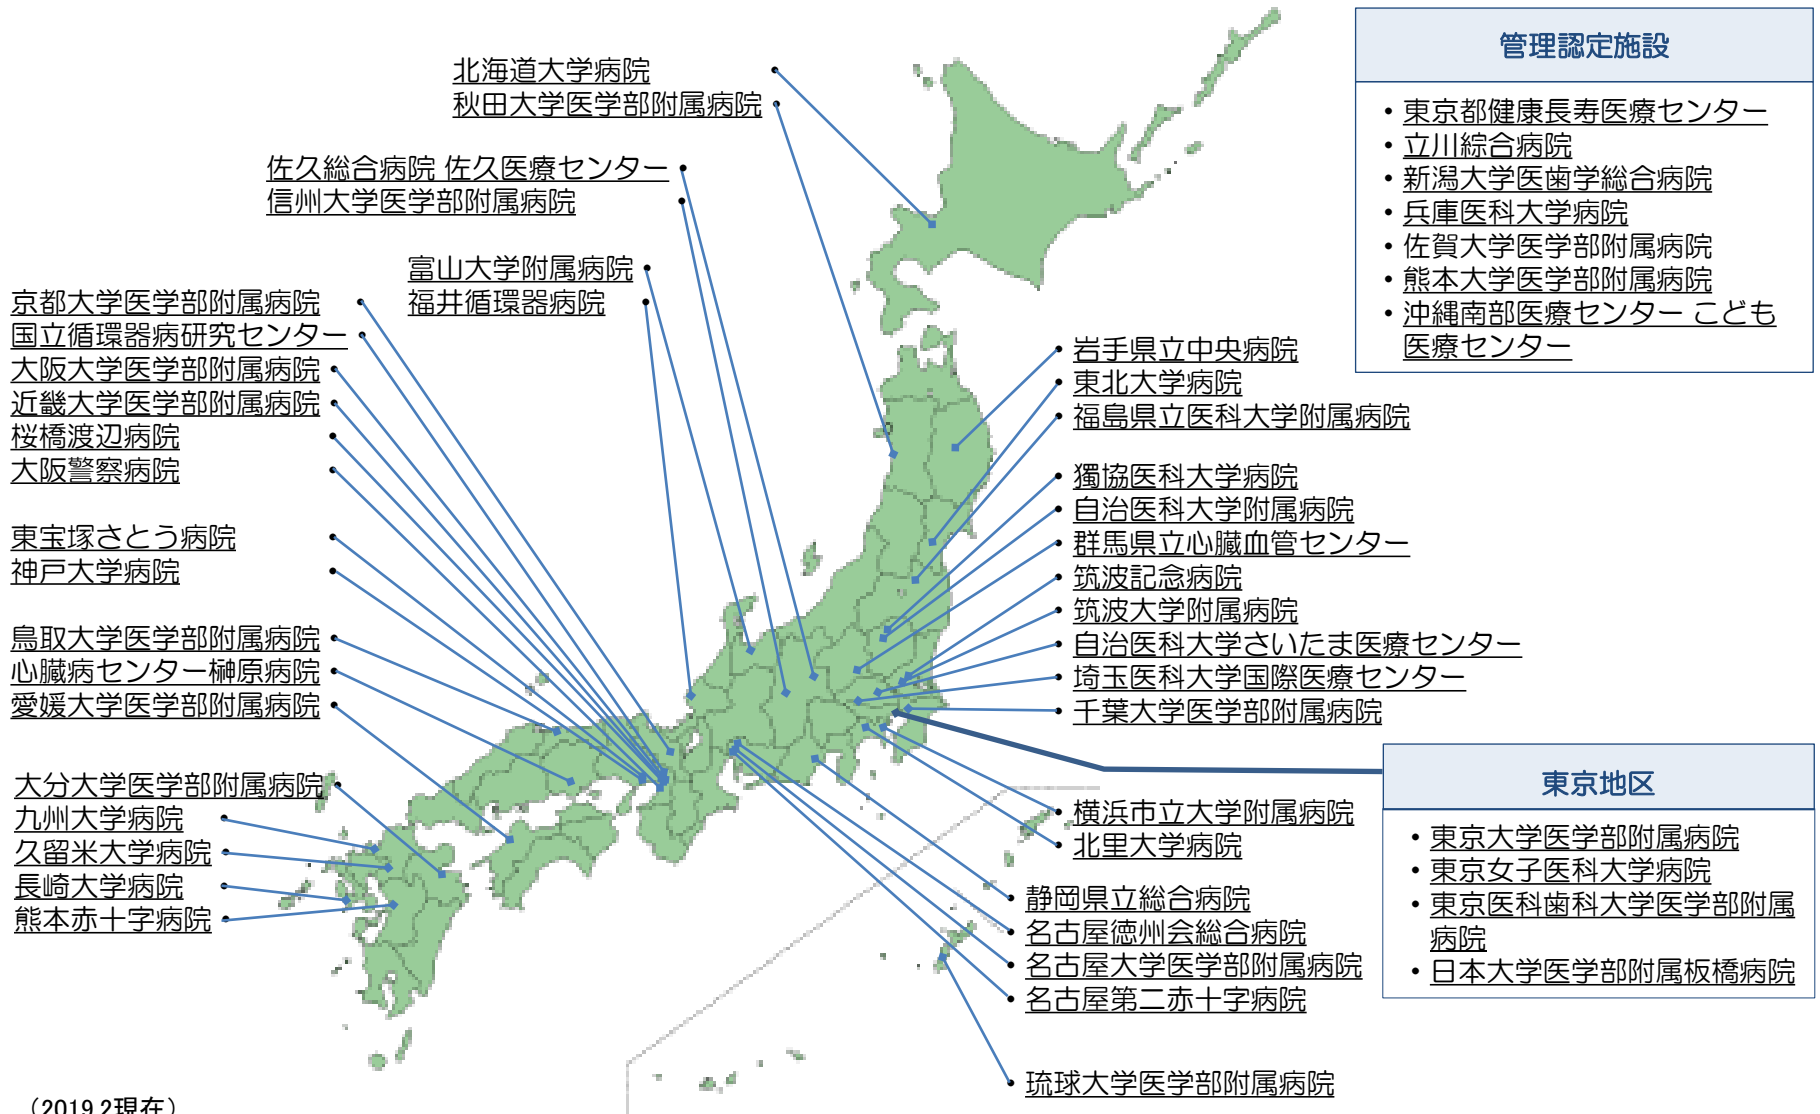 北海道大学病院
秋田大学医学部附属病院
佐久総合病院 佐久医療センター
信州大学医学部附属病院
富山大学附属病院
福井循環器病院
京都大学医学部附属病院
国立循環器病研究センター
大阪大学医学部附属病院
近畿大学医学部附属病院
桜橋渡辺病院
大阪警察病院
東宝塚さとう病院
神戸大学病院
鳥取大学医学部附属病院
心臓病センター榊原病院
愛媛大学医学部附属病院
大分大学医学部附属病院
九州大学病院
久留米大学病院
長崎大学病院
熊本赤十字病院
岩手県立中央病院
東北大学病院
福島県立医科大学附属病院
獨協医科大学病院
自治医科大学附属病院
群馬県立心臓血管センター
筑波記念病院
筑波大学附属病院
自治医科大学さいたま医療センター
埼玉医科大学国際医療センター
千葉大学医学部附属病院
横浜市立大学附属病院
北里大学病院
静岡県立総合病院
名古屋徳州会総合病院
名古屋大学医学部附属病院
名古屋第二赤十字病院
琉球大学医学部附属病院
管理認定施設
• 東京都健康長寿医療センター
• 立川綜合病院
• 新潟大学医歯学総合病院
• 兵庫医科大学病院
• 佐賀大学医学部附属病院
• 熊本大学医学部附属病院
• 沖縄南部医療センター こども
医療センター
東京地区
• 東京大学医学部附属病院
• 東京女子医科大学病院
• 東京医科歯科大学医学部附属
病院
• 日本大学医学部附属板橋病院
（2019.2現在）